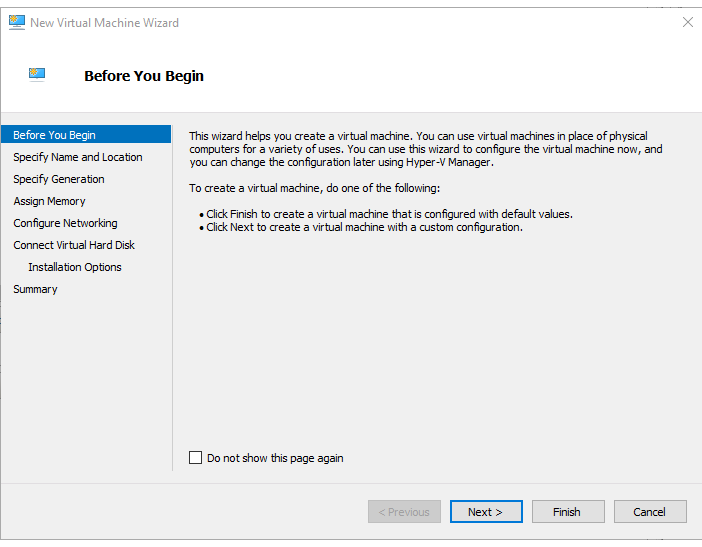 New Virtual Machine Wizard
Before You Begin
Before You Begin
Specify Name and Location
Specify Generation
Assign Memory
Configure Networking
Connect Virtual Hard Disk
Installation Options
Summary
This wizard helps you create a virtual machine. You can use virtual machines in place of physical
computers for a variety of uses. You can use this wizard to configure the virtual machine now, and
you can change the configuration later using Hyper-V Manager.
To create a virtual machine, do one of the following:
• Click Finish to create a virtual machine that is configured with default values.
• Click Next to create a virtual machine with a custom configuration.
Do not show this page again
< Previous
Next >
Finish
Cancel